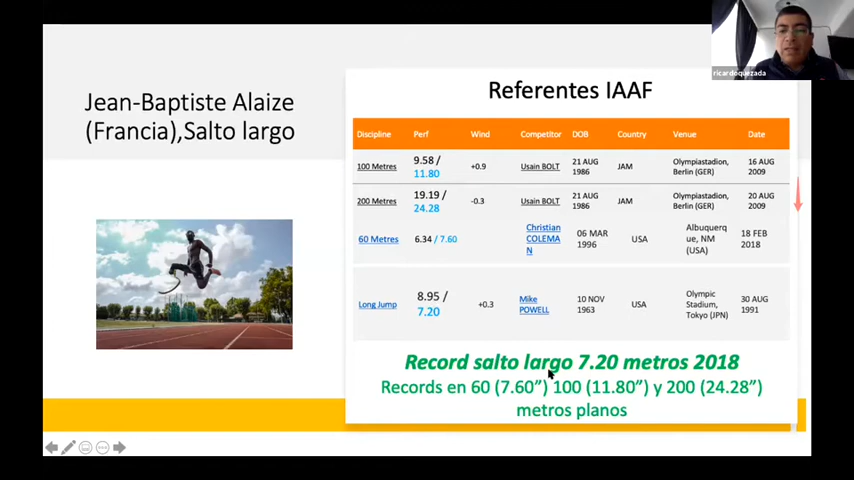 ricardoquezada
Jean-Baptiste Alaize
(Francia),Salto largo
Referentes IAAF
Discipline Perf Wind Competitor DOB Country Venue Date
100 Metres 9.58 / 11.80 +0.9 Usain BOLT 21 AUG 1986 JAM Olympiastadion, Berlin (GER) 16 AUG 2009
200 Metres 19.19 / 24.28 -0.3 Usain BOLT 21 AUG 1986 JAM Olympiastadion, Berlin (GER) 20 AUG 2009
60 Metres 6.34 / 7.60 Christian COLEMAN 06 MAR 1996 USA Albuquerque, NM (USA) 18 FEB 2018
Long Jump 8.95 / 7.20 +0.3 Mike POWELL 10 NOV 1963 USA Olympic Stadium, Tokyo (JPN) 30 AUG 1991
Record salto largo 7.20 metros 2018
Records en 60 (7.60”) 100 (11.80”) y 200 (24.28”)
metros planos